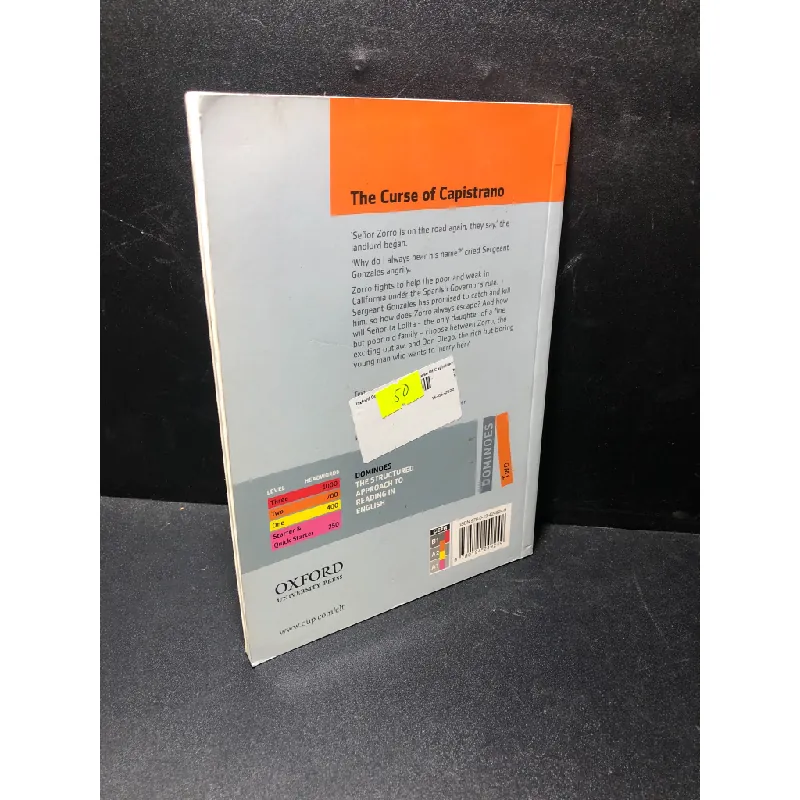 The Curse of Capistrano
'Señor Zorro is on the road again, they say,' the
landlord began.
'Why do I always hear his name?' cried Sergeant
Gonzales angrily.
Zorro fights to help the poor and weak in
California under the Spanish Governor's rule.
Sergeant Gonzales has promised to catch and kill
him, so how does Zorro always escape? And how
will Señorita Lolita – the only daughter of a fine
but poor old family – choose between Zorro, the
exciting outlaw, and Don Diego, the rich but boring
young man who wants to marry her?
50
DOMINOES
TWO
LEVEL HEADWORDS
Three 1000
Two 700
One 400
Starter &
Quick Starter 250
DOMINOES
THE STRUCTURED
APPROACH TO
READING IN
ENGLISH
B1
A2
A1
OXFORD
UNIVERSITY PRESS
www.oup.com/elt